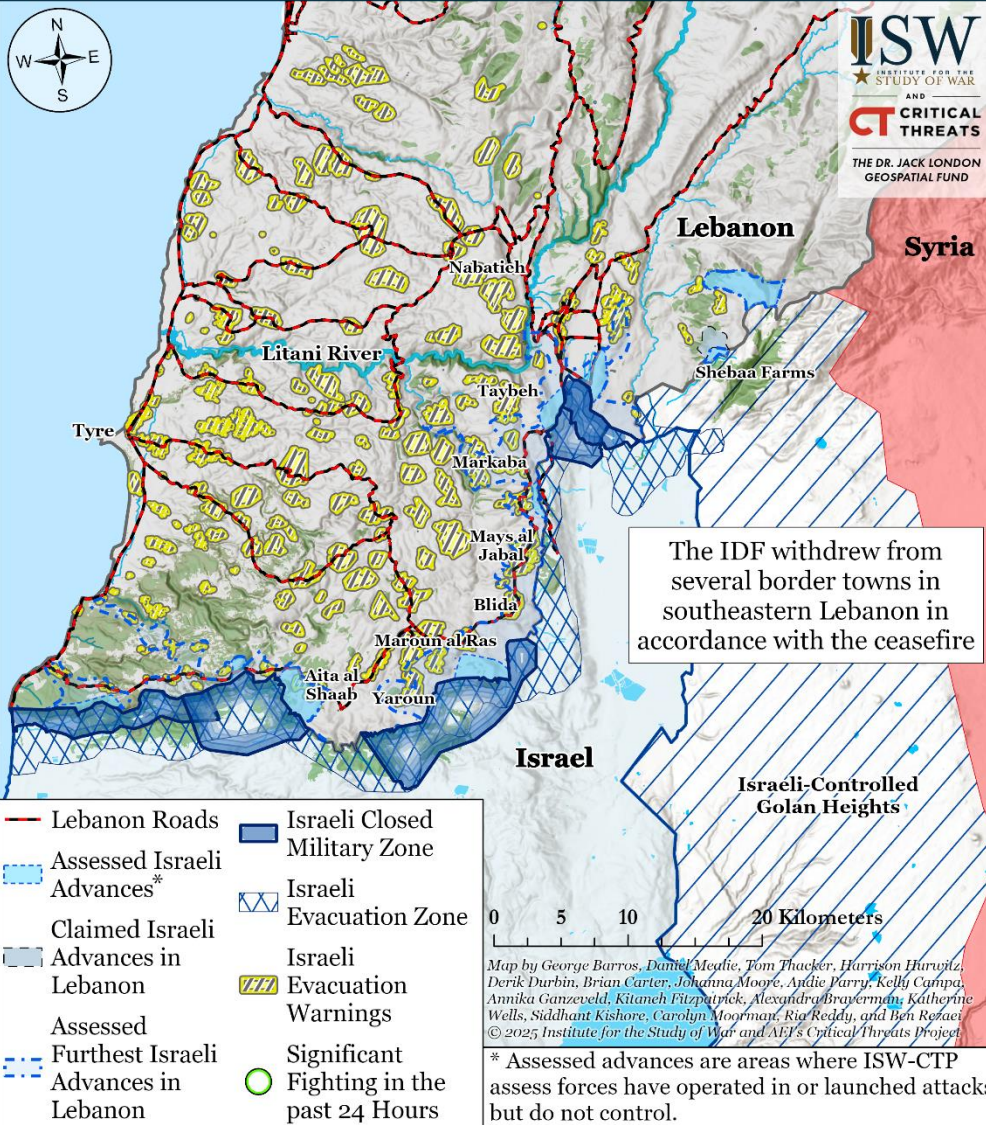 N
W
E
S
ISW
INSTITUTE FOR THE
STUDY OF WAR
AND
CT CRITICAL
THREATS
THE DR. JACK LONDON
GEOSPATIAL FUND
Lebanon
Syria
Nabatieh
Litani River
Shebaa Farms
Taybeh
Tyre
Markaba
Mays al
Jabal
The IDF withdrew from
several border towns in
southeastern Lebanon in
accordance with the ceasefire
Blida
Maroun al Ras
Aita al
Shaab
Yaroun
Israel
Israeli-Controlled
Golan Heights
Lebanon Roads
Assessed Israeli
Advances*
Claimed Israeli
Advances in
Lebanon
Assessed
Furthest Israeli
Advances in
Lebanon
Israeli Closed
Military Zone
Israeli
Evacuation Zone
Israeli
Evacuation
Warnings
Significant
Fighting in the
past 24 Hours
0 5 10 20 Kilometers
Map by George Barros, Daniel Mealie, Tom Thacker, Harrison Hurwitz,
Derik Durbin, Brian Carter, Johanna Moore, Andie Parry, Kelly Campa,
Annika Ganzeveld, Kitaneh Fitzpatrick, Alexandra Braverman, Katherine
Wells, Siddhant Kishore, Carolyn Moorman, Ria Reddy, and Ben Rezaei
© 2025 Institute for the Study of War and AEI's Critical Threats Project
* Assessed advances are areas where ISW-CTP
assess forces have operated in or launched attacks
but do not control.